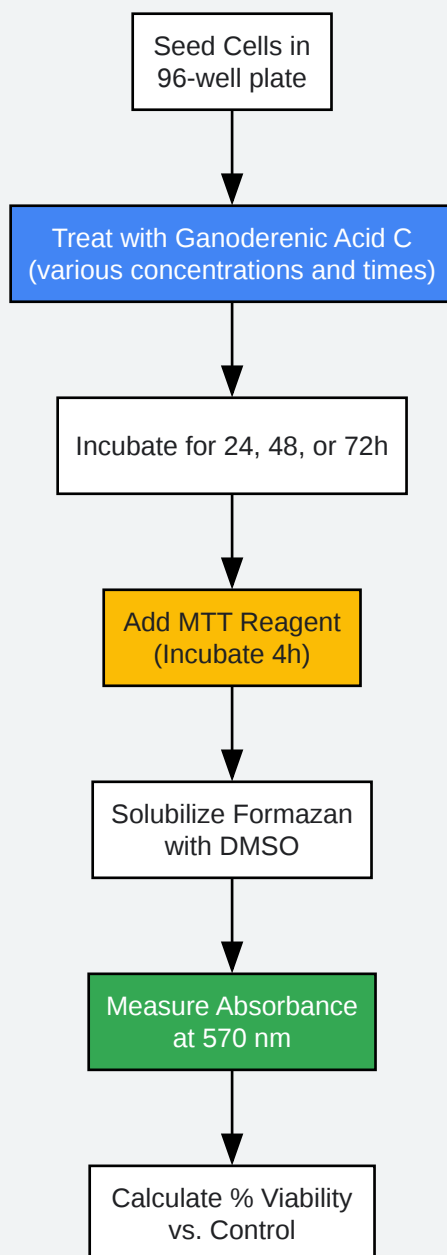 Seed Cells in
96-well plate
Treat with Ganoderenic Acid C
(various concentrations and times)
Incubate for 24, 48, or 72h
Add MTT Reagent
(Incubate 4h)
Solubilize Formazan
with DMSO
Measure Absorbance
at 570 nm
Calculate % Viability
vs. Control